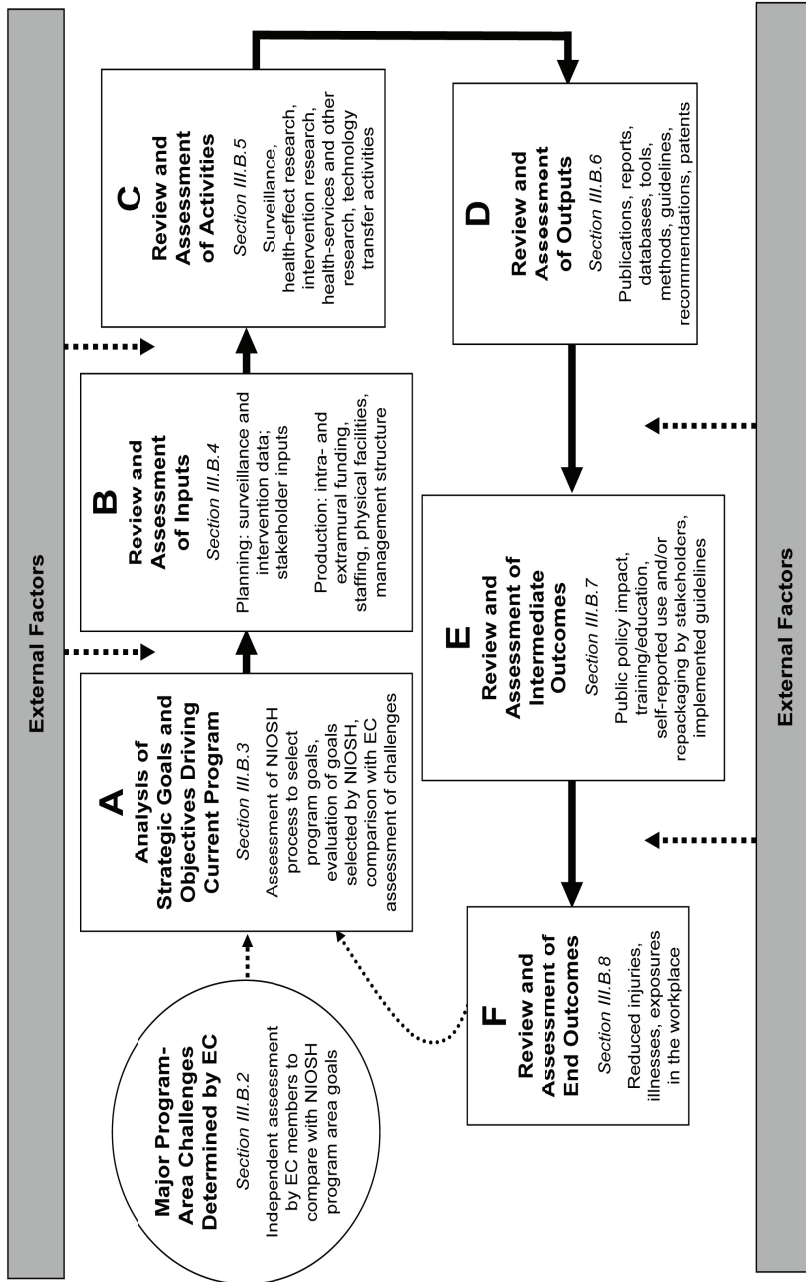 External Factors
Major Program-
Area Challenges
Determined by EC
Section III.B.2
Independent assessment
by EC members to
compare with NIOSH
program area goals
A
Analysis of
Strategic Goals and
Objectives Driving
Current Program
Section III.B.3
Assessment of NIOSH
process to select
program goals,
evaluation of goals
selected by NIOSH,
comparison with EC
assessment of challenges
B
Review and
Assessment
of Inputs
Section III.B.4
Planning: surveillance and
intervention data;
stakeholder inputs
Production: intra- and
extramural funding,
staffing, physical facilities,
management structure
C
Review and
Assessment
of Activities
Section III.B.5
Surveillance,
health-effect research,
intervention research,
health-services and other
research, technology
transfer activities
D
Review and
Assessment
of Outputs
Section III.B.6
Publications, reports,
databases, tools,
methods, guidelines,
recommendations, patents
E
Review and
Assessment of
Intermediate
Outcomes
Section III.B.7
Public policy impact,
training/education,
self-reported use and/or
repackaging by stakeholders,
implemented guidelines
F
Review and
Assessment of
End Outcomes
Section III.B.8
Reduced injuries,
illnesses, exposures
in the workplace
External Factors